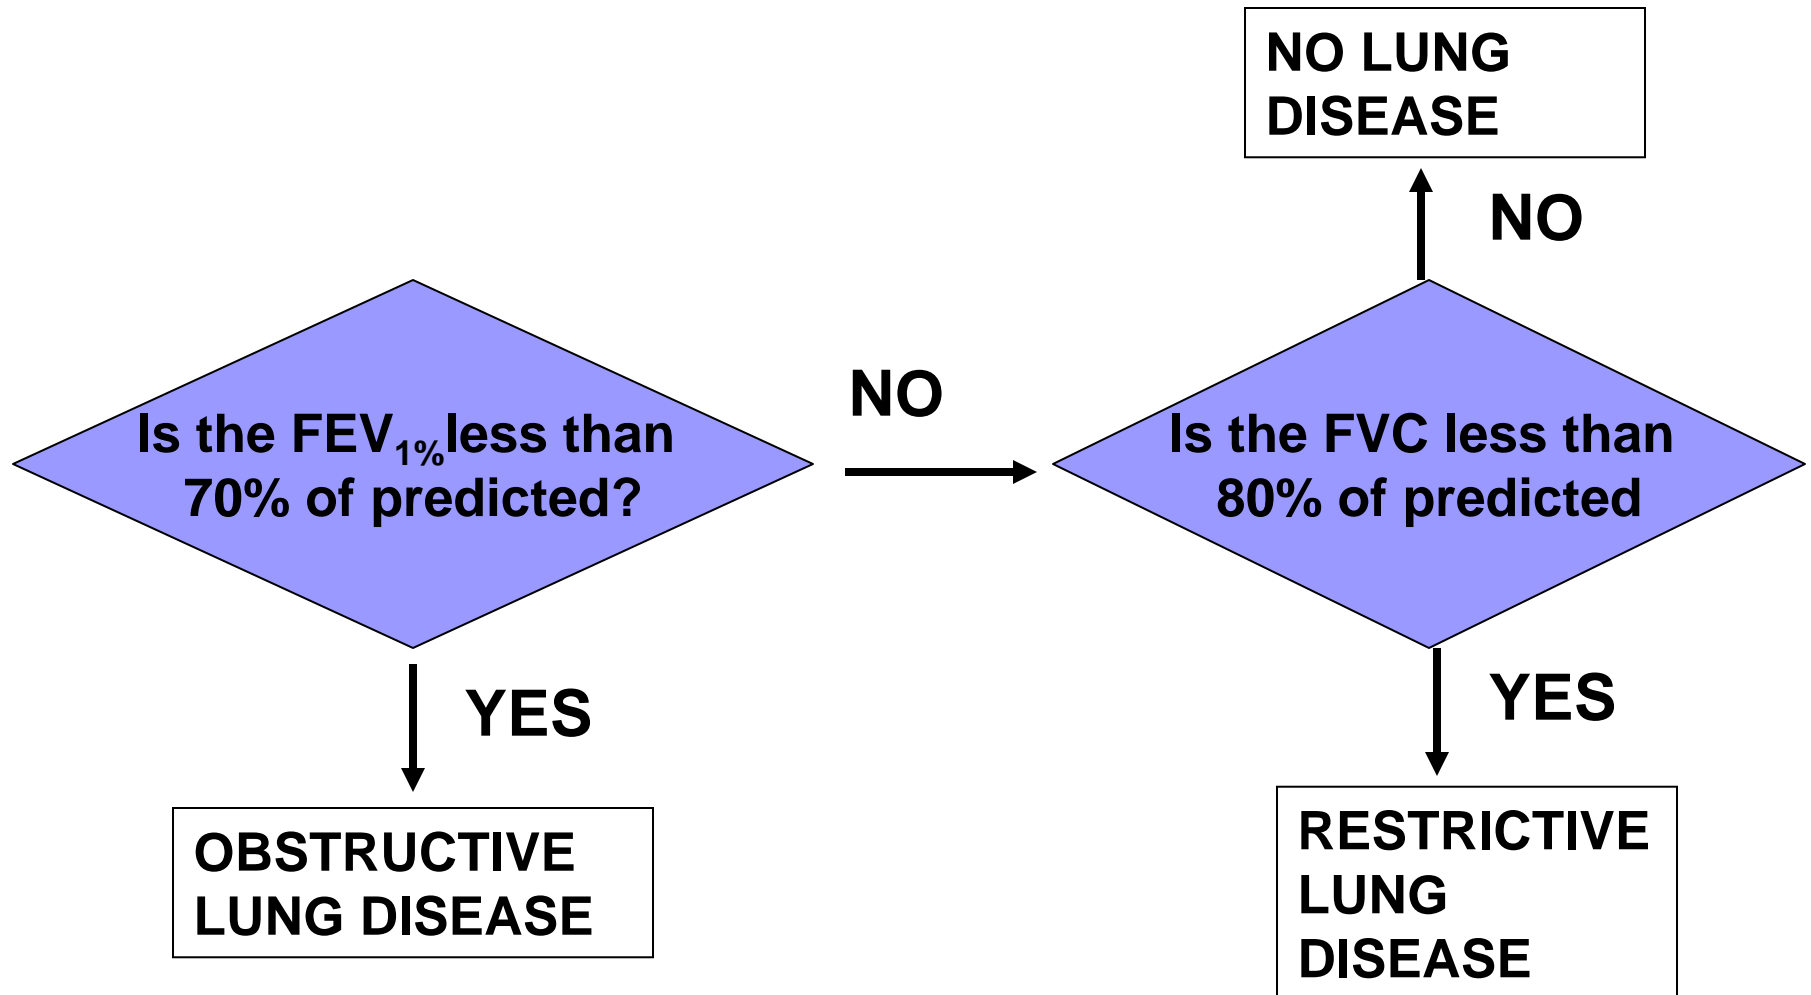 NO LUNG
DISEASE
NO
NO
Is the FEV1%less than
70% of predicted?
Is the FVC less than
80% of predicted
YES
YES
OBSTRUCTIVE
LUNG DISEASE
RESTRICTIVE
LUNG
DISEASE